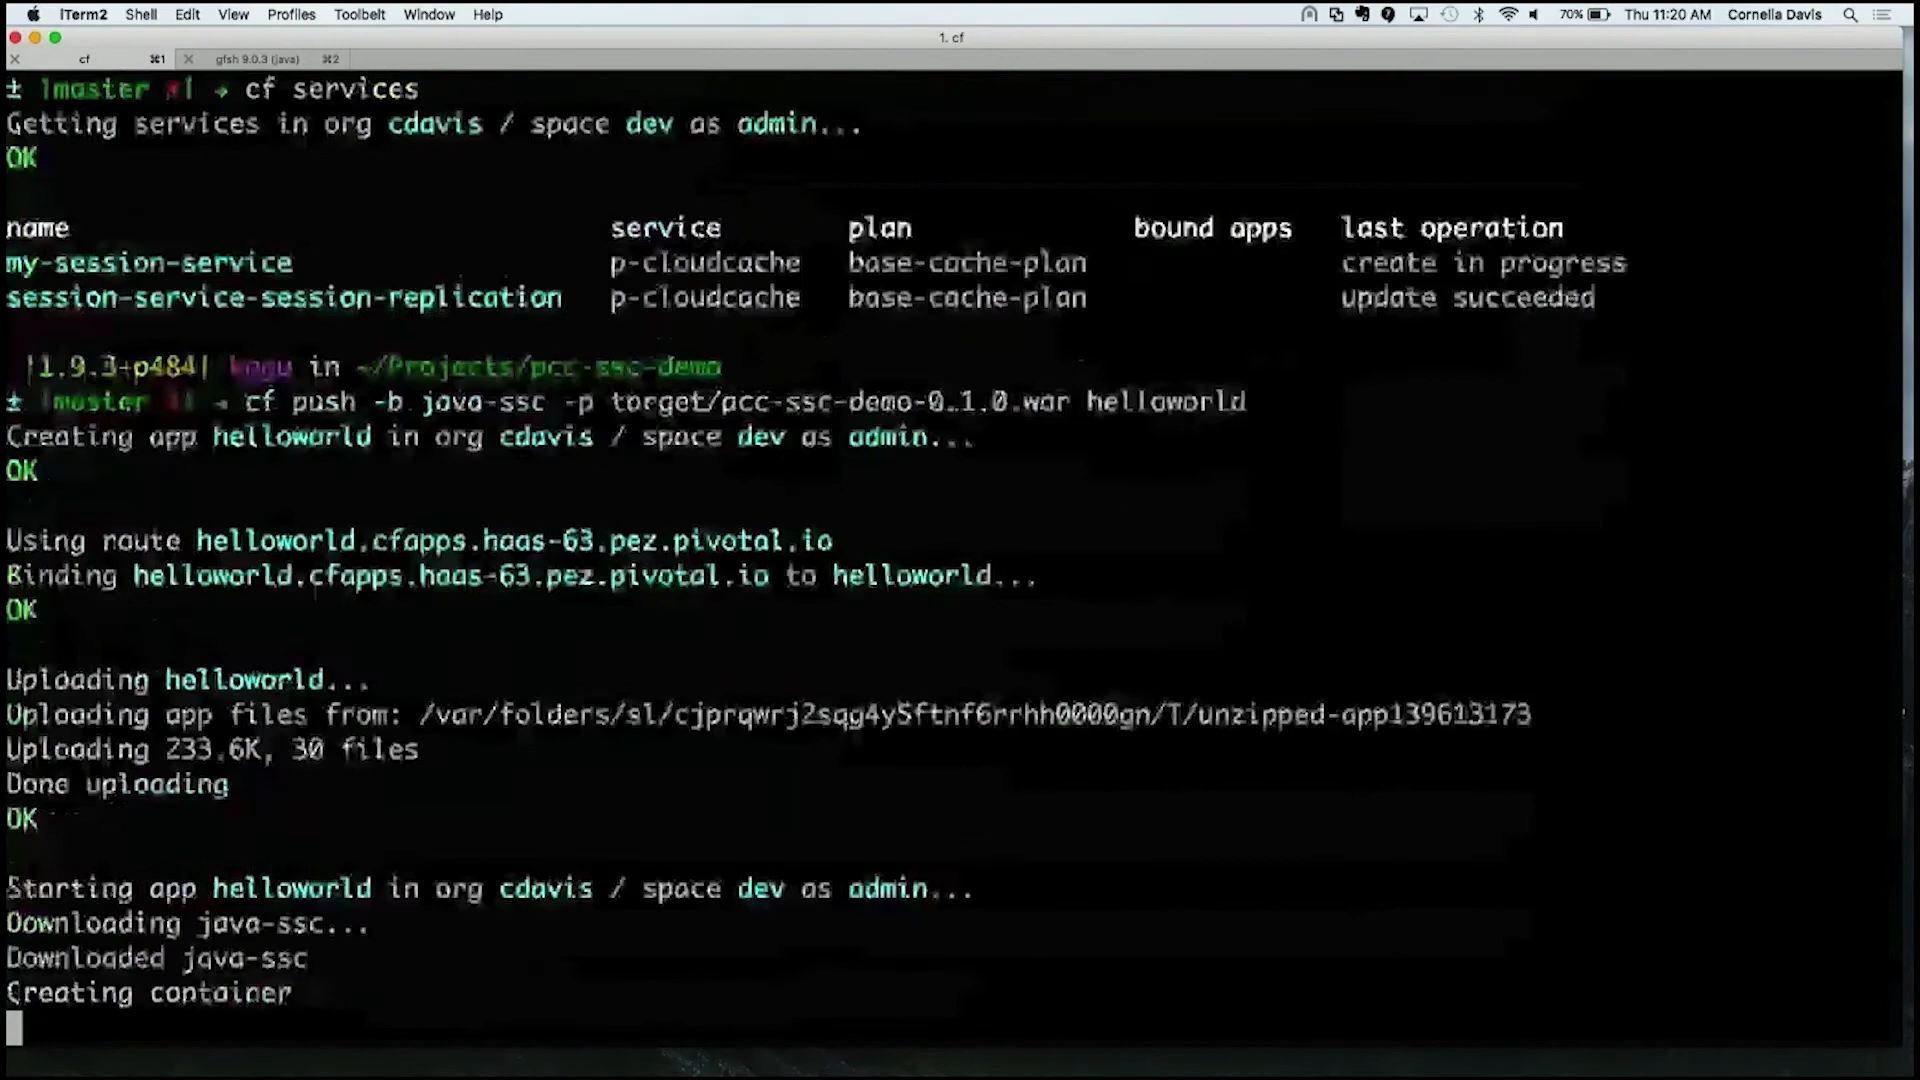 iTerm2 Shell Edit View Profiles Toolbelt Window Help 70% Thu 11:20 AM Cornelia Davis
1. cf
cf ⌘1 gfsh 9.0.3 (java) ⌘2
± |master ✗| → cf services
Getting services in org cdavis / space dev as admin...
OK
name service plan bound apps last operation
my-session-service p-cloudcache base-cache-plan create in progress
session-service-session-replication p-cloudcache base-cache-plan update succeeded
|1.9.3-p484| in ~/Projects/pcc-ssc-demo
± |master ✗| → cf push -b java-ssc -p target/pcc-ssc-demo-0.1.0.war helloworld
Creating app helloworld in org cdavis / space dev as admin...
OK
Using route helloworld.cfapps.haas-63.pez.pivotal.io
Binding helloworld.cfapps.haas-63.pez.pivotal.io to helloworld...
OK
Uploading helloworld...
Uploading app files from: /var/folders/sl/cjprqwrj2sqg4y5ftnf6rrhh0000gn/T/unzipped-app139613173
Uploading 233.6K, 30 files
Done uploading
OK
Starting app helloworld in org cdavis / space dev as admin...
Downloading java-ssc...
Downloaded java-ssc
Creating container